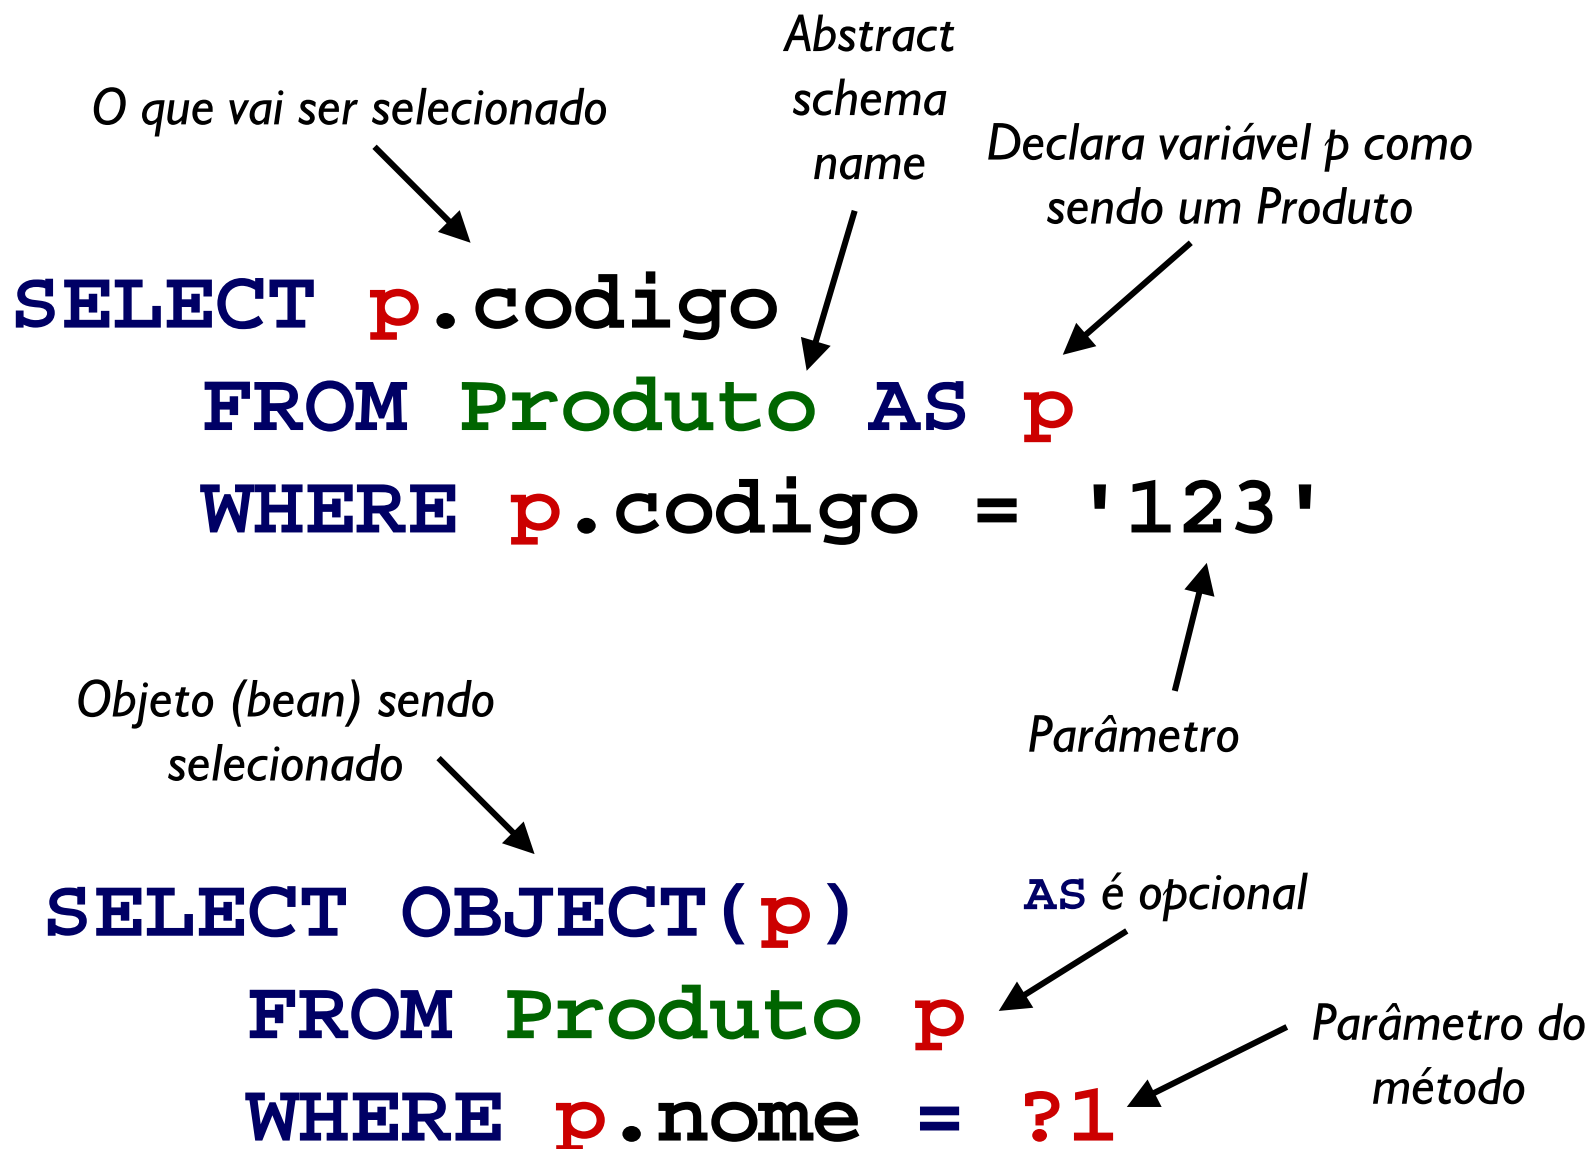 Abstract
schema
name
O que vai ser selecionado
Declara variável p como
sendo um Produto
SELECT p.codigo
FROM Produto AS p
WHERE p.codigo = '123'
Parâmetro
Objeto (bean) sendo
selecionado
AS é opcional
SELECT OBJECT(p)
FROM Produto p
WHERE p.nome = ?1
Parâmetro do
método